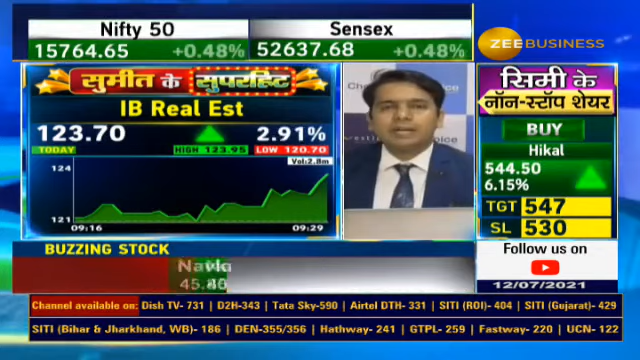 Nifty 50
15764.65 +0.48%
Sensex
52637.68 +0.48%
ZEE BUSINESS
सुमीत के सुपरहिट
IB Real Est
123.70 2.91%
TODAY HIGH 123.95 LOW 120.70
Vol:2.8m
124
121
09:16 09:29
सिमी के
नॉन-स्टॉप शेयर
BUY
Hikal
544.50
6.15%
TGT 547
SL 530
BUZZING STOCK
Follow us on
12/07/2021
Channel available on: Dish TV- 731 | D2H-343 | Tata Sky-590 | Airtel DTH- 331 | SITI (ROI)- 404 | SITI (Gujarat)- 429
SITI (Bihar & Jharkhand, WB)- 186 | DEN-355/356 | Hathway- 241 | GTPL- 259 | Fastway- 220 | UCN- 122